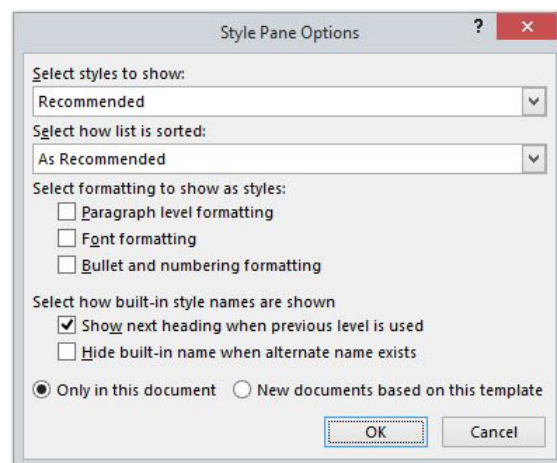 Style Pane Options
?
Select styles to show:
Recommended
Select how list is sorted:
As Recommended
Select formatting to show as styles:
Paragraph level formatting
Font formatting
Bullet and numbering formatting
Select how built-in style names are shown
Show next heading when previous level is used
Hide built-in name when alternate name exists
Only in this document New documents based on this template
OK Cancel